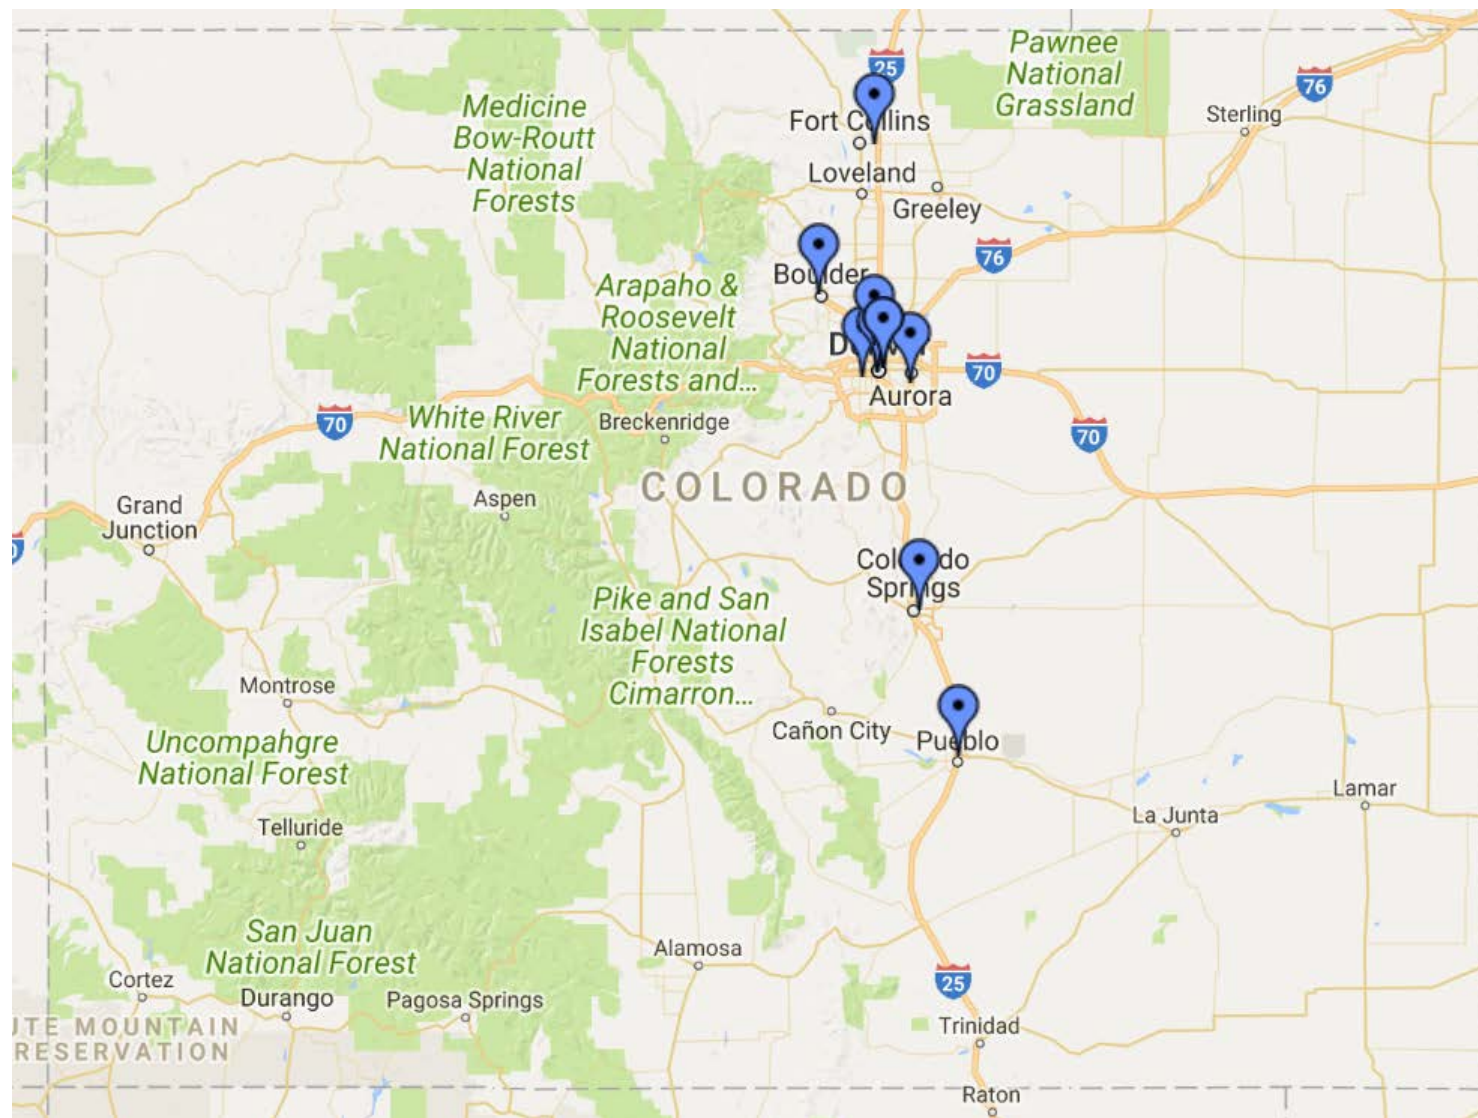 Pawnee
National
Grassland
25
76
Medicine
Bow-Routt
National
Forests
Fort Collins
Sterling
Loveland
Greeley
76
Boulder
Arapaho &
Roosevelt
National
Forests and...
70
Aurora
White River
National Forest
70
Breckenridge
70
COLORADO
Grand
Junction
Aspen
Colorado
Springs
Pike and San
Isabel National
Forests
Cimarron...
Montrose
Cañon City
Pueblo
Uncompahgre
National Forest
Lamar
La Junta
Telluride
San Juan
National Forest
Alamosa
Cortez
Durango
Pagosa Springs
25
UTE MOUNTAIN
RESERVATION
Trinidad
Raton